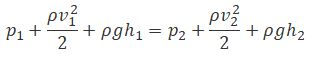 p₁ + ρv₁²/2 + ρgh₁ = p₂ + ρv₂²/2 + ρgh₂